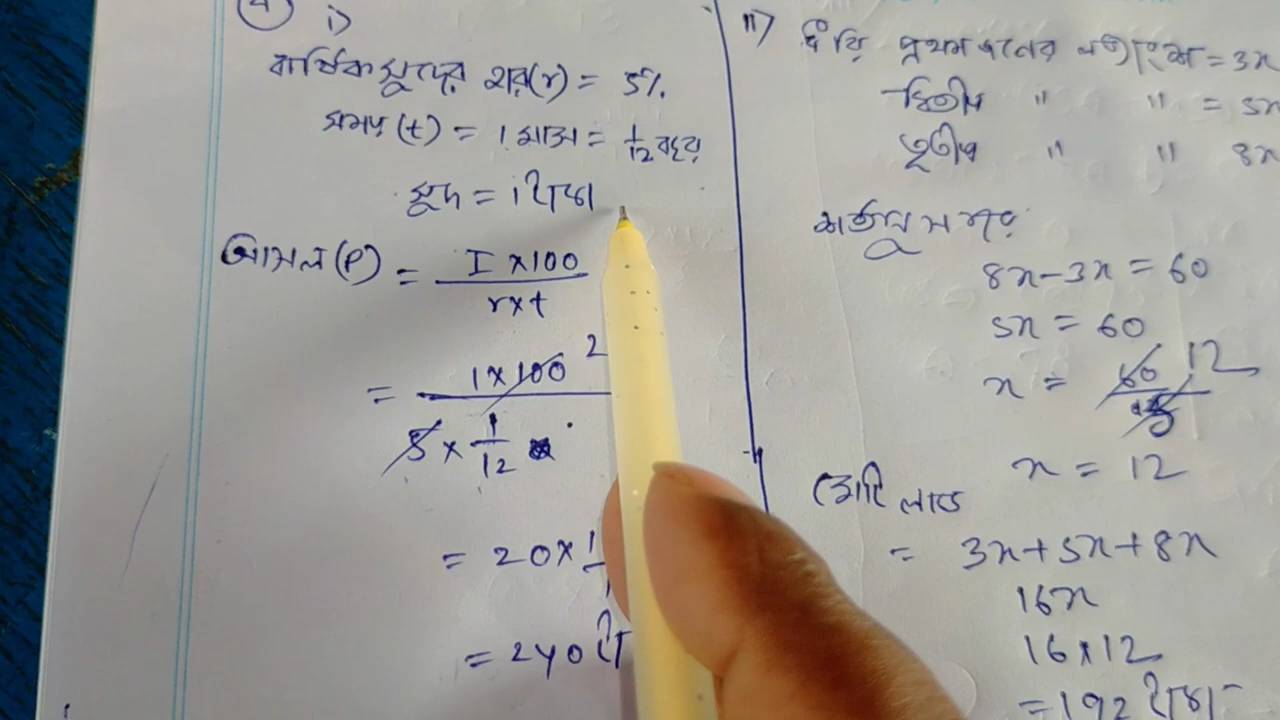 i)
বার্ষিক সুদের হার(r) = 5%
সময় (t) = 1 মাস = 1/12 বছর
সুদ = 1 টাকা
আসল (P) = I × 100 / r × t
= 1 × 100 2 / 5 × 1/12
= 20 × 1
= 240
ii) ধরি প্রথম জনের লভ্যাংশ = 3x
দ্বিতীয় " " = 5x
তৃতীয় " " 8x
শর্তানুসারে
8x - 3x = 60
5x = 60
x = 60 12 / 5
x = 12
মোট লাভ
= 3x + 5x + 8x
16x
16 × 12
= 192 টাকা